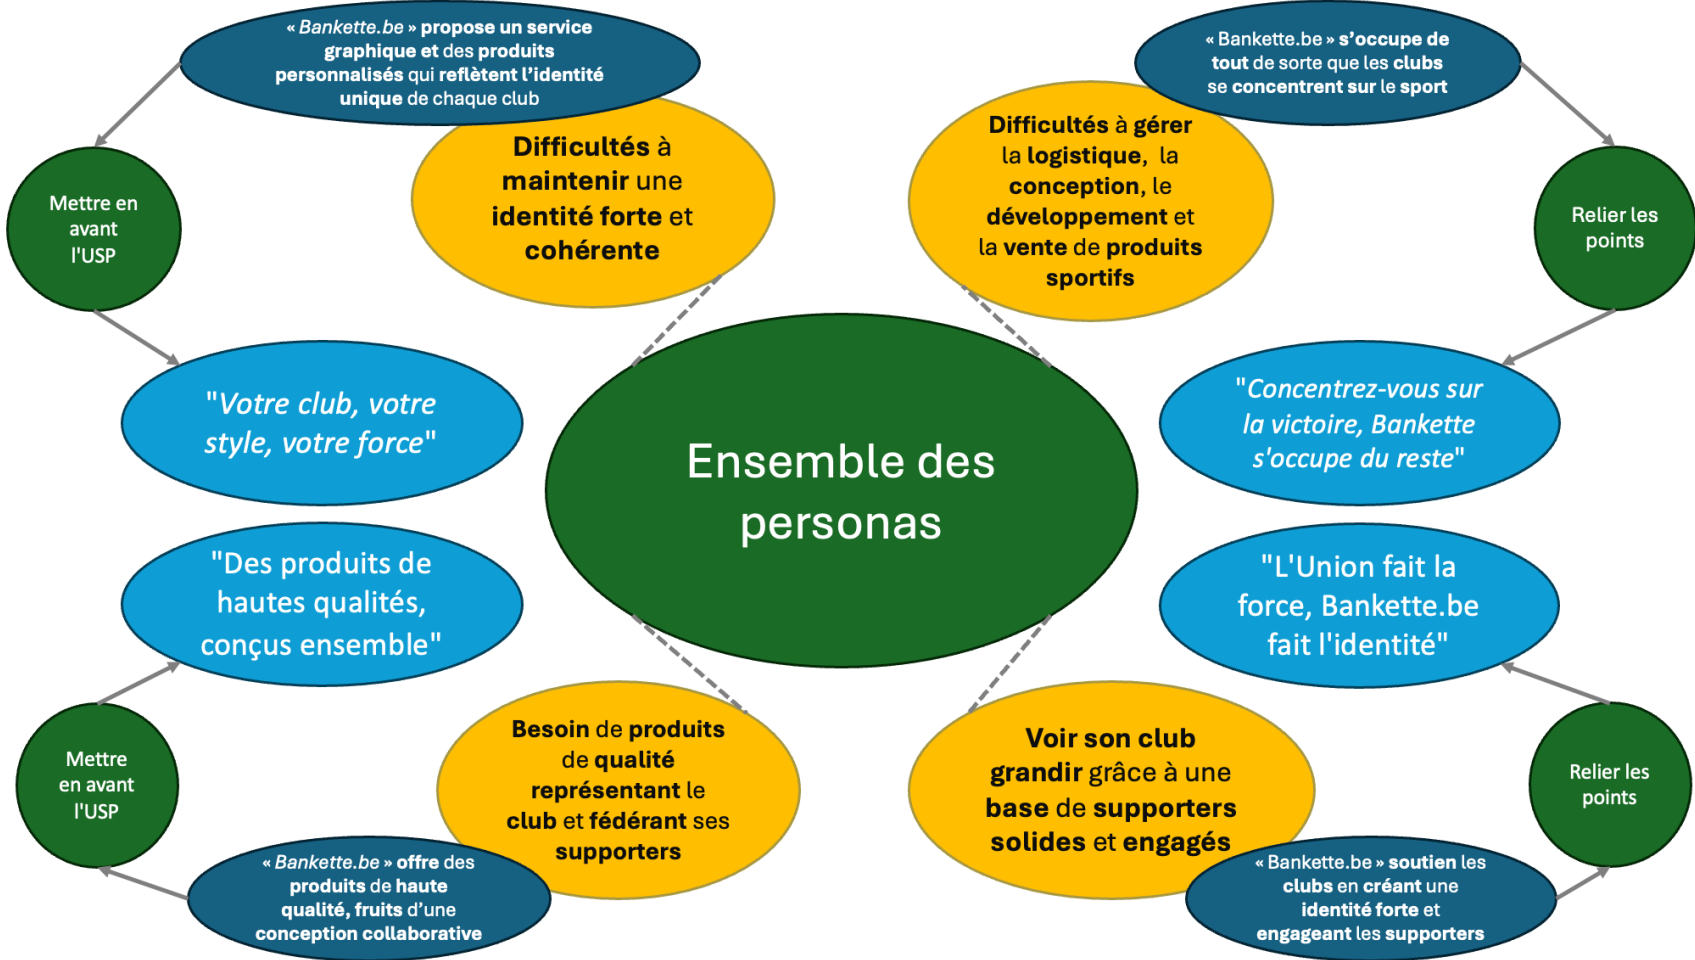 « Bankette.be » propose un service
graphique et des produits
personnalisés qui reflètent l’identité
unique de chaque club
Difficultés à
maintenir une
identité forte et
cohérente
Mettre en
avant
l'USP
"Votre club, votre
style, votre force"
« Bankette.be » s’occupe de
tout de sorte que les clubs
se concentrent sur le sport
Difficultés à gérer
la logistique, la
conception, le
développement et
la vente de produits
sportifs
Relier les
points
"Concentrez-vous sur
la victoire, Bankette
s'occupe du reste"
Ensemble des
personas
"Des produits de
hautes qualités,
conçus ensemble"
Mettre
en avant
l'USP
Besoin de produits
de qualité
représentant le
club et fédérant ses
supporters
« Bankette.be » offre des
produits de haute
qualité, fruits d’une
conception collaborative
"L'Union fait la
force, Bankette.be
fait l'identité"
Voir son club
grandir grâce à une
base de supporters
solides et engagés
Relier les
points
« Bankette.be » soutien les
clubs en créant une
identité forte et
engageant les supporters